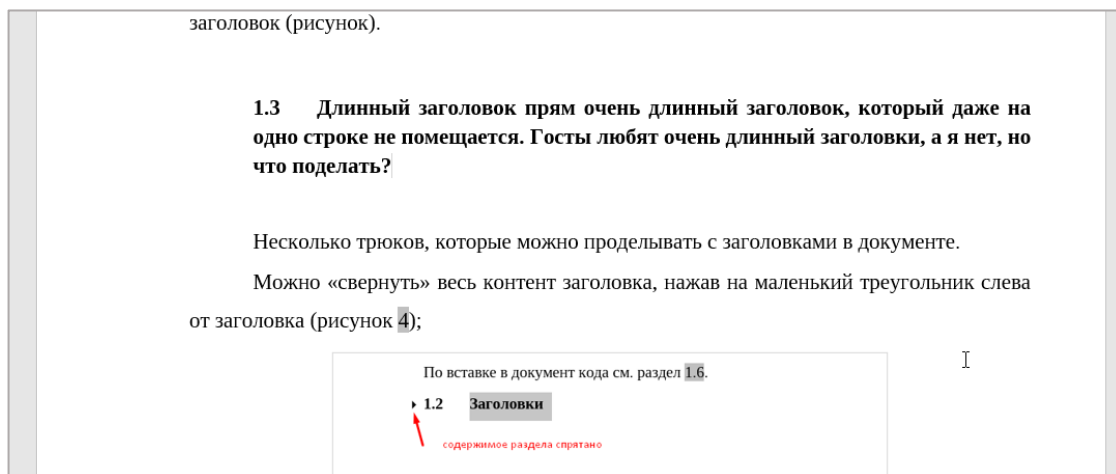 заголовок (рисунок).
1.3 Длинный заголовок прям очень длинный заголовок, который даже на
одно строке не помещается. Госты любят очень длинный заголовки, а я нет, но
что поделать?
Несколько трюков, которые можно проделывать с заголовками в документе.
Можно «свернуть» весь контент заголовка, нажав на маленький треугольник слева
от заголовка (рисунок 4);
По вставке в документ кода см. раздел 1.6.
1.2 Заголовки
содержимое раздела спрятано